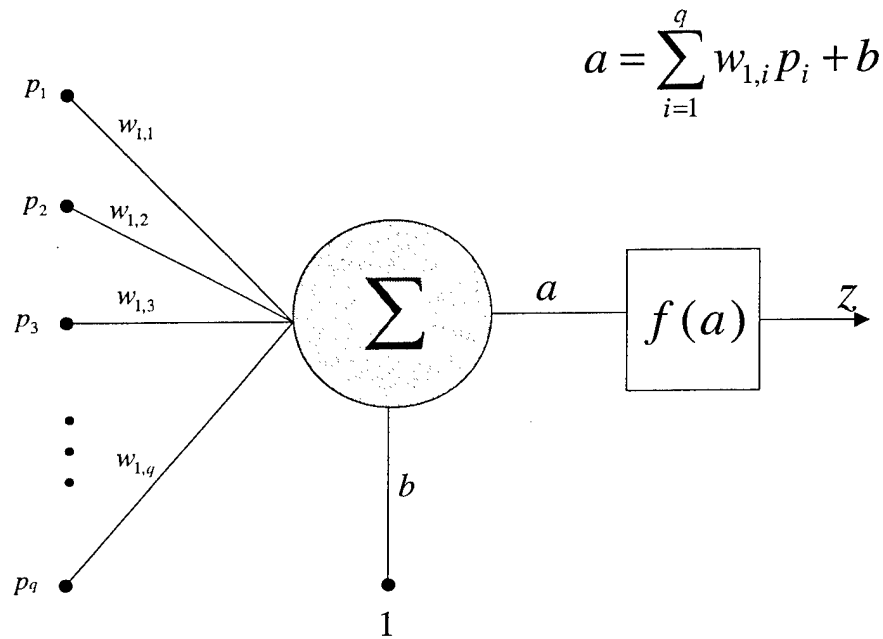 a = \sum_{i=1}^{q} w_{1,i} p_i + b
p_1
w_{1,1}
p_2
w_{1,2}
p_3
w_{1,3}
Σ
a
f(a)
z
w_{1,q}
b
p_q
1